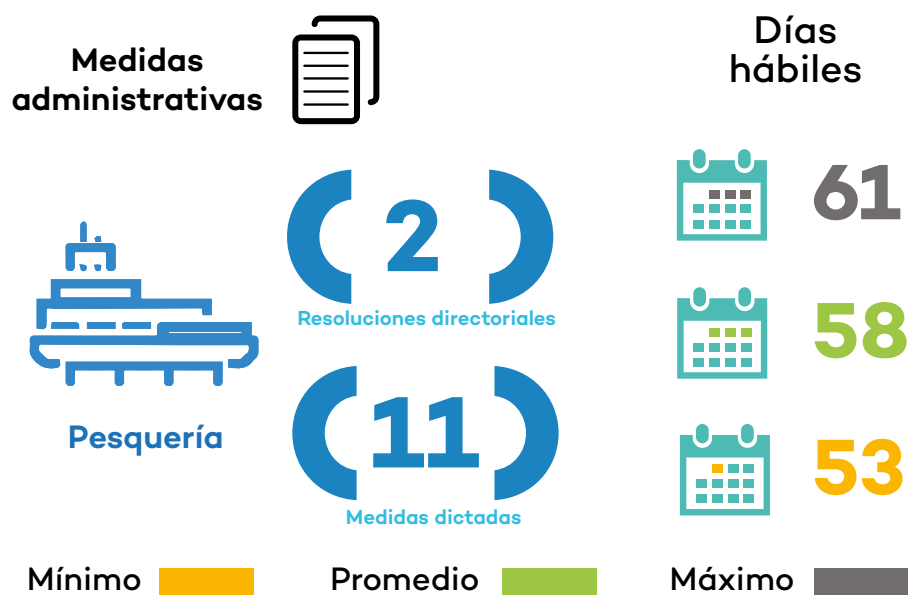 Medidas
administrativas
Días
hábiles
Pesquería
2
Resoluciones directoriales
11
Medidas dictadas
61
58
53
Mínimo
Promedio
Máximo